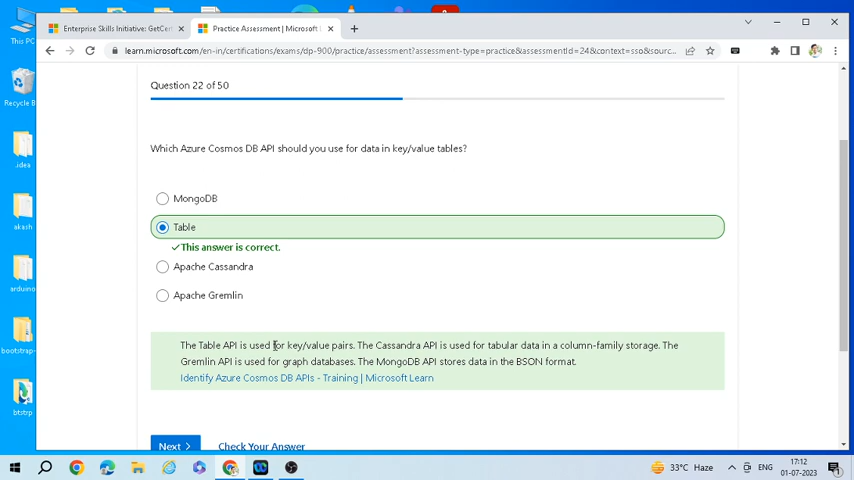 Enterprise Skills Initiative: GetCert
Practice Assessment | Microsoft
learn.microsoft.com/en-in/certifications/exams/dp-900/practice/assessment?assessment-type=practice&assessmentId=24&context=sso&sourc...
This PC
Recycle B
.idea
akash
arduino
bootstrap-
btstrp
Question 22 of 50
Which Azure Cosmos DB API should you use for data in key/value tables?
MongoDB
Table
This answer is correct.
Apache Cassandra
Apache Gremlin
The Table API is used for key/value pairs. The Cassandra API is used for tabular data in a column-family storage. The
Gremlin API is used for graph databases. The MongoDB API stores data in the BSON format.
Identify Azure Cosmos DB APIs - Training | Microsoft Learn
Next
Check Your Answer
33°C Haze
ENG
17:12
01-07-2023